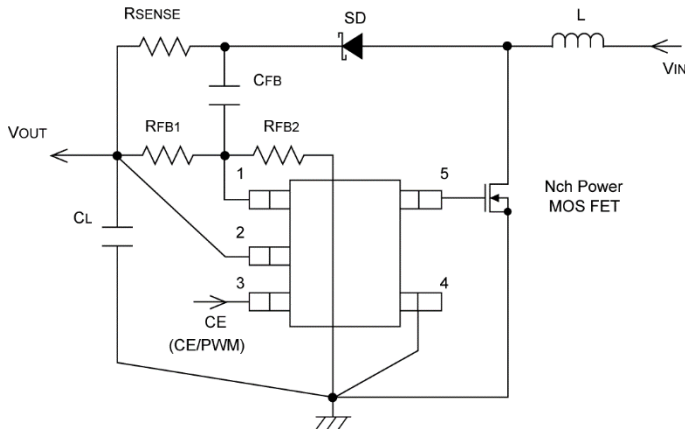 RSENSE
SD
L
VIN
CFB
VOUT
RFB1
RFB2
1
5
Nch Power
MOS FET
CL
2
3
4
CE
(CE/PWM)